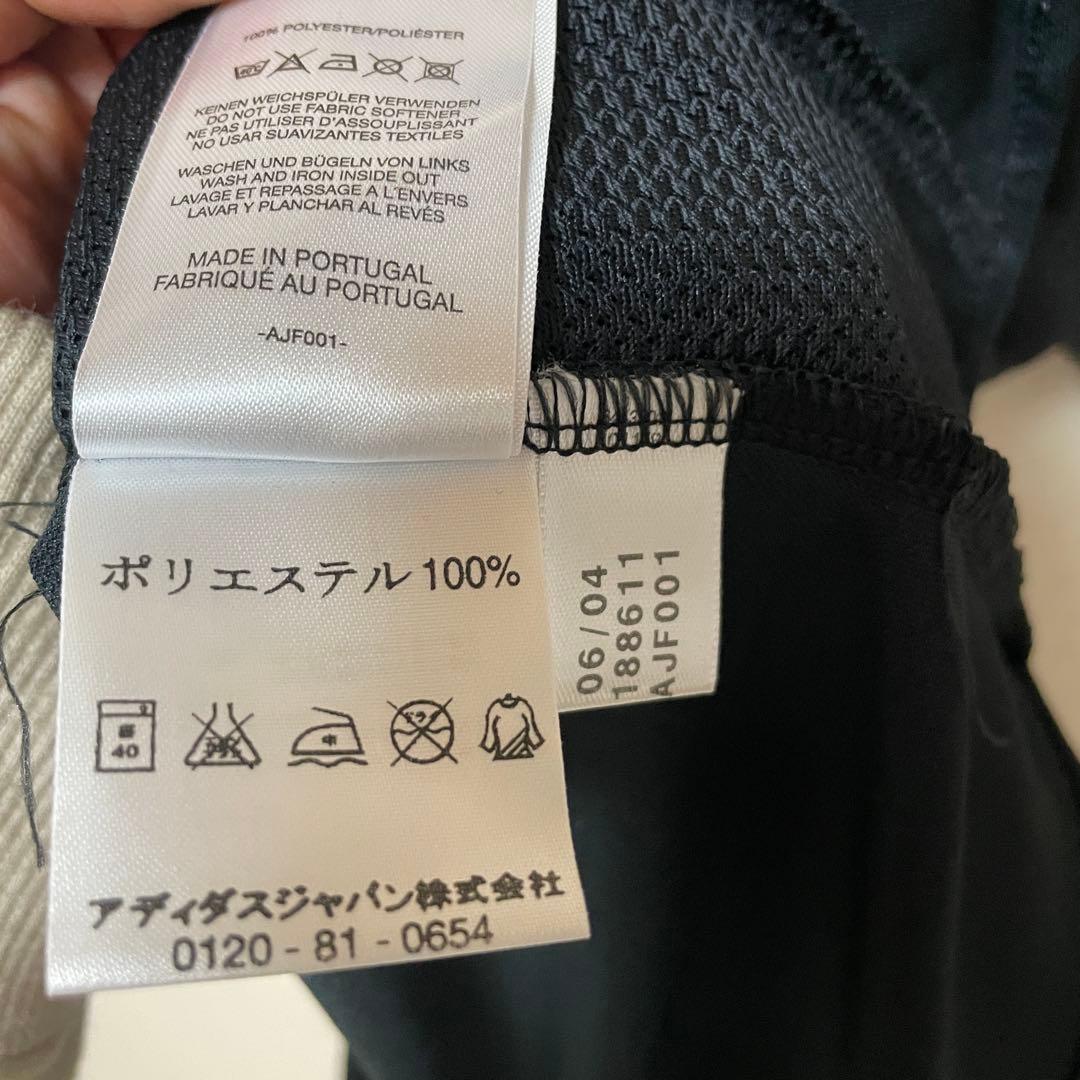 100% POLYESTER/POLIÉSTER
KEINEN WEICHSPÜLER VERWENDEN
DO NOT USE FABRIC SOFTENER
NE PAS UTILISER D'ASSOUPLISSANT
NO USAR SUAVIZANTES TEXTILES
WASCHEN UND BÜGELN VON LINKS
WASH AND IRON INSIDE OUT
LAVAGE ET REPASSAGE A L'ENVERS
LAVAR Y PLANCHAR AL REVÉS
MADE IN PORTUGAL
FABRIQUÉ AU PORTUGAL
-AJF001-
ポリエステル100%
40
中
アディダスジャパン株式会社
0120-81-0654
06/04
188611
AJF001